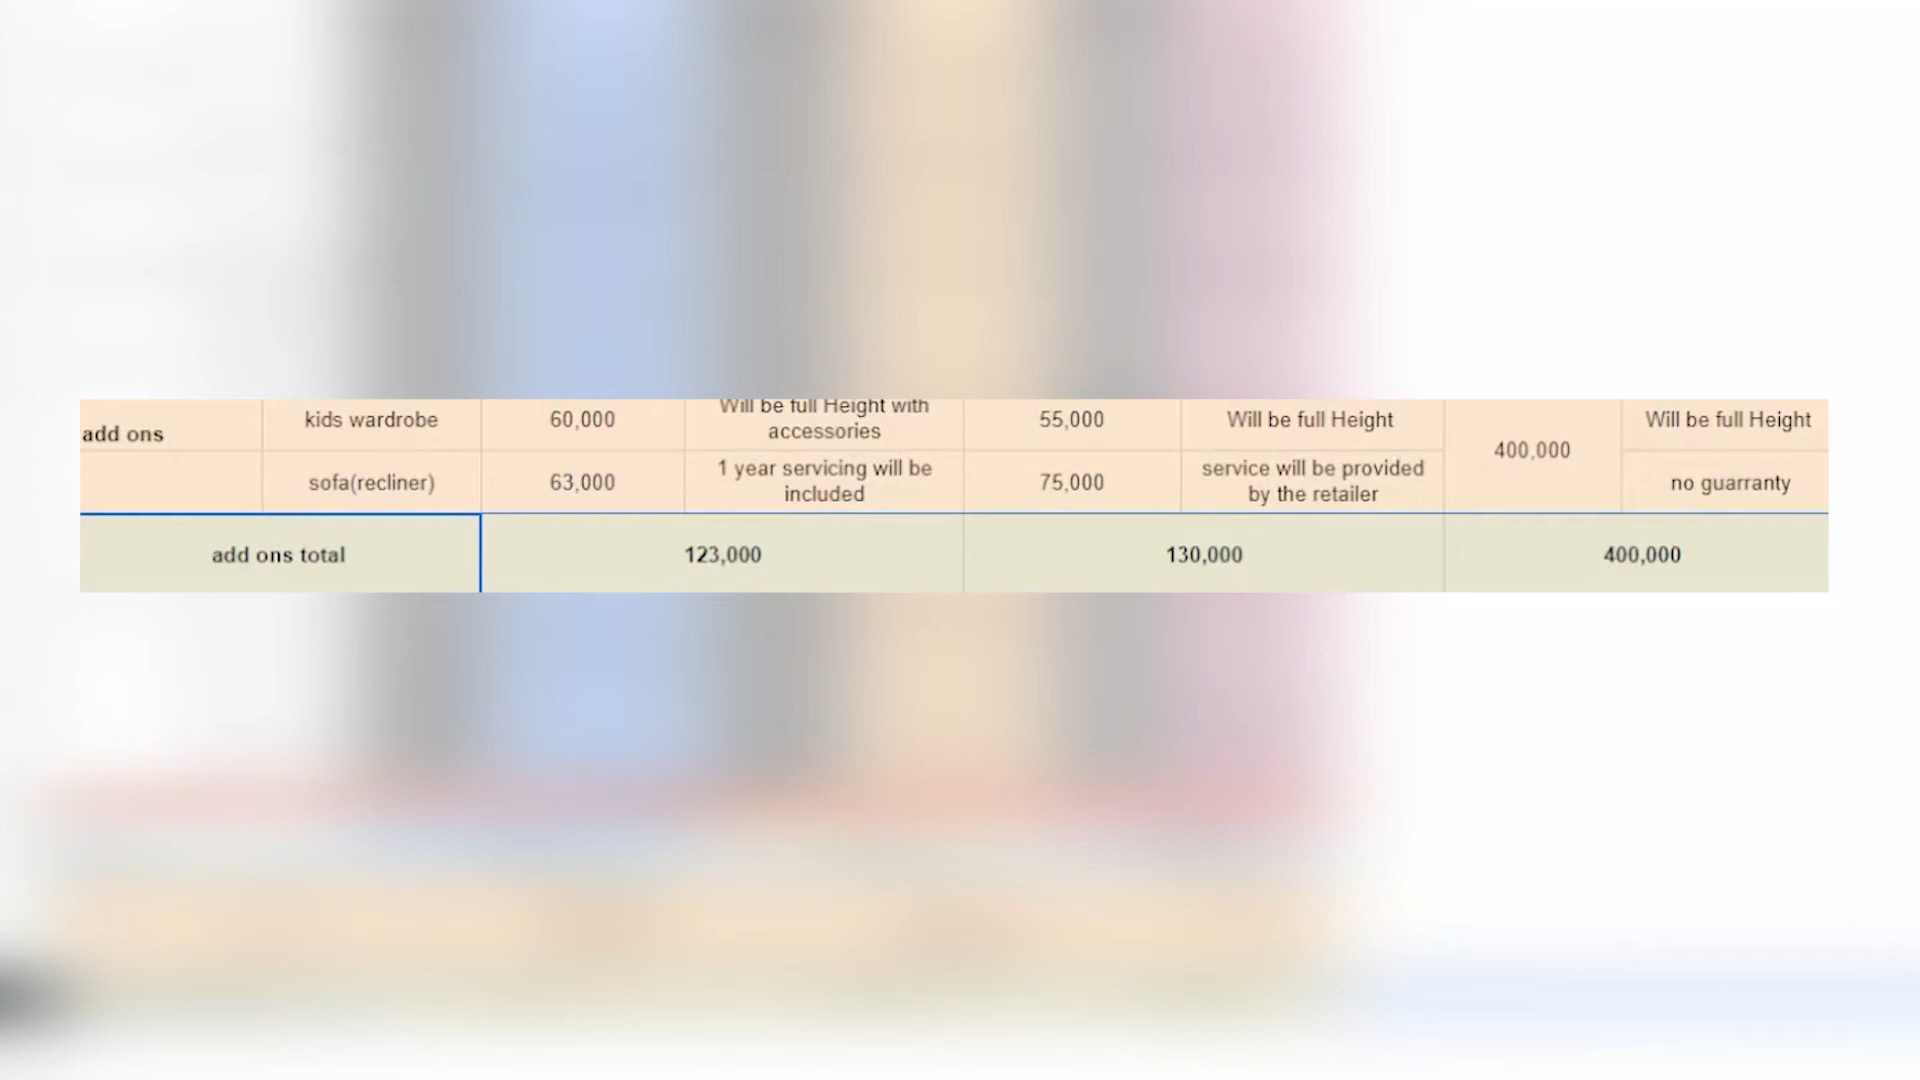 add ons
kids wardrobe
60,000
Will be full Height with
accessories
55,000
Will be full Height
400,000
Will be full Height
sofa(recliner)
63,000
1 year servicing will be
included
75,000
service will be provided
by the retailer
no guarranty
add ons total
123,000
130,000
400,000